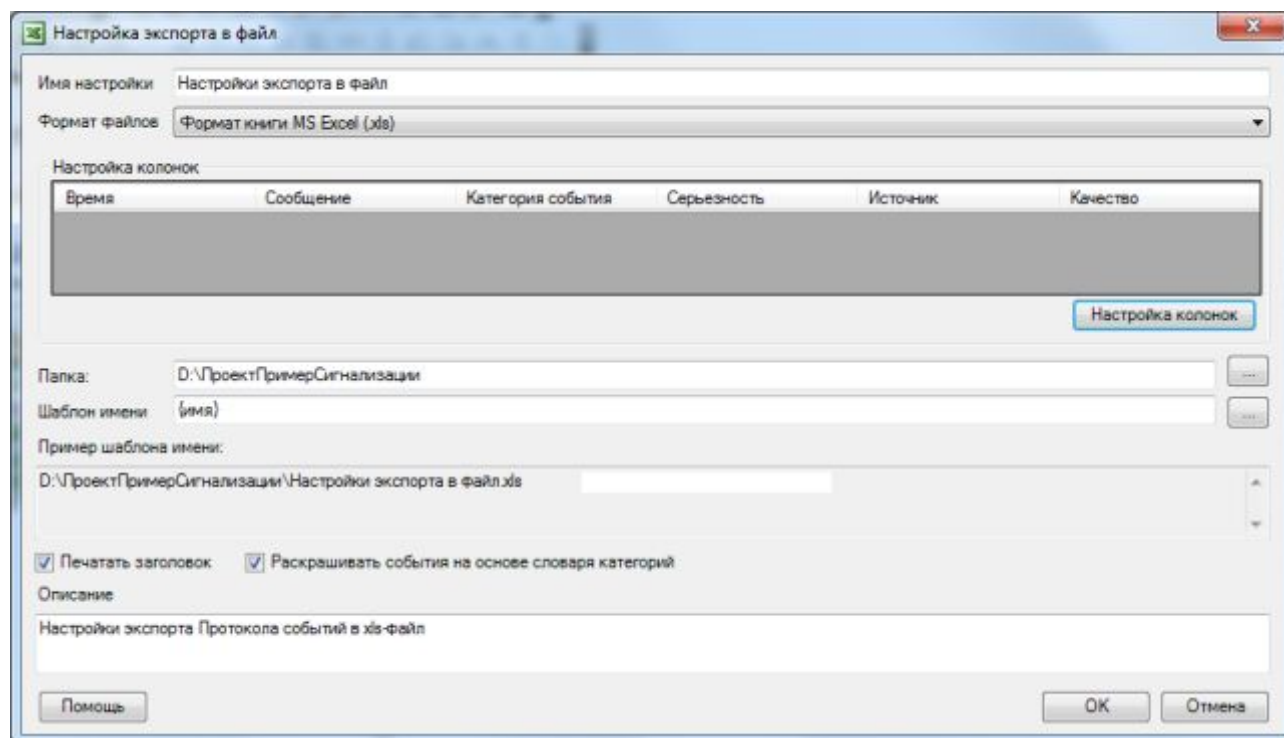 Настройка экспорта в файл
Имя настройки Настройки экспорта в файл
Формат файлов Формат книги MS Excel (.xls)
Настройка колонок
Время Сообщение Категория события Серьезность Источник Качество
Настройка колонок
Папка: D:\ПроектПримерСигнализации ...
Шаблон имени {имя} ...
Пример шаблона имени:
D:\ПроектПримерСигнализации\Настройки экспорта в файл.xls
Печатать заголовок Раскрашивать события на основе словаря категорий
Описание
Настройки экспорта Протокола событий в xls-файл
Помощь OK Отмена